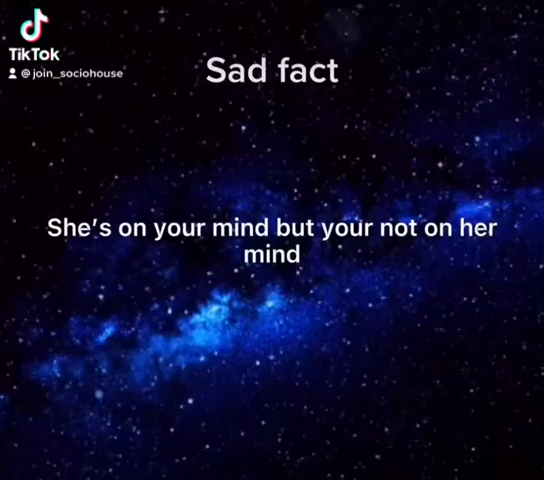 TikTok
@join_sociohouse
Sad fact
She's on your mind but your not on her
mind